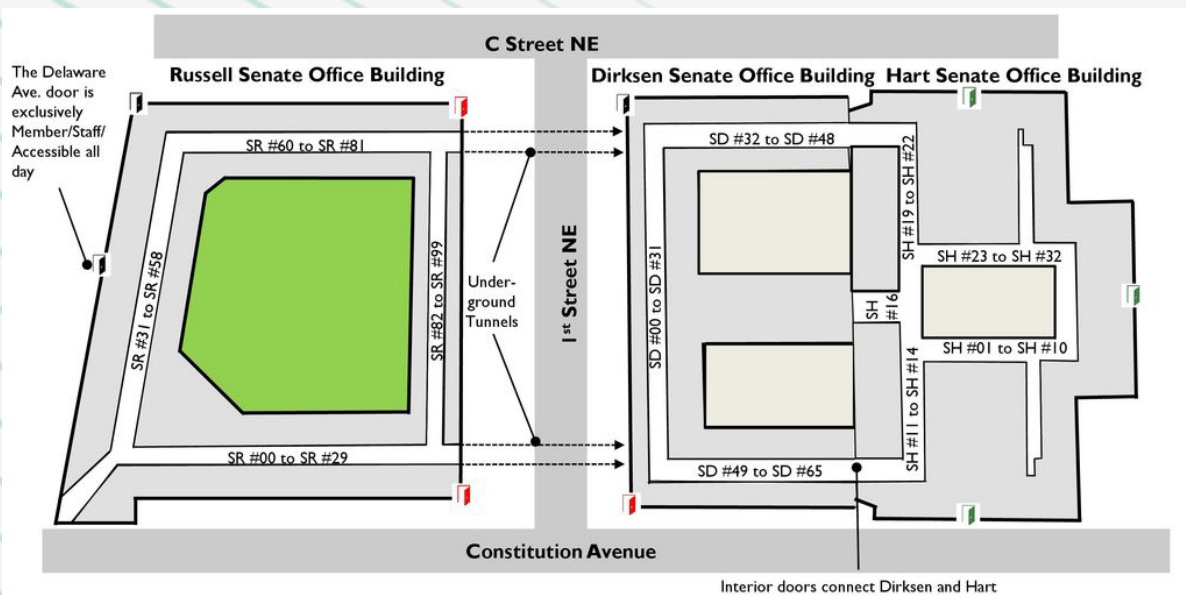 C Street NE
The Delaware
Ave. door is
exclusively
Member/Staff/
Accessible all
day
Russell Senate Office Building
Dirksen Senate Office Building
Hart Senate Office Building
SR #60 to SR #81
SR #31 to SR #58
SR #82 to SR #99
SR #00 to SR #29
Under-
ground
Tunnels
1st Street NE
SD #32 to SD #48
SD #00 to SD #31
SD #49 to SD #65
SH #19 to SH #22
SH #23 to SH #32
SH
#16
SH #01 to SH #10
SH #11 to SH #14
Constitution Avenue
Interior doors connect Dirksen and Hart